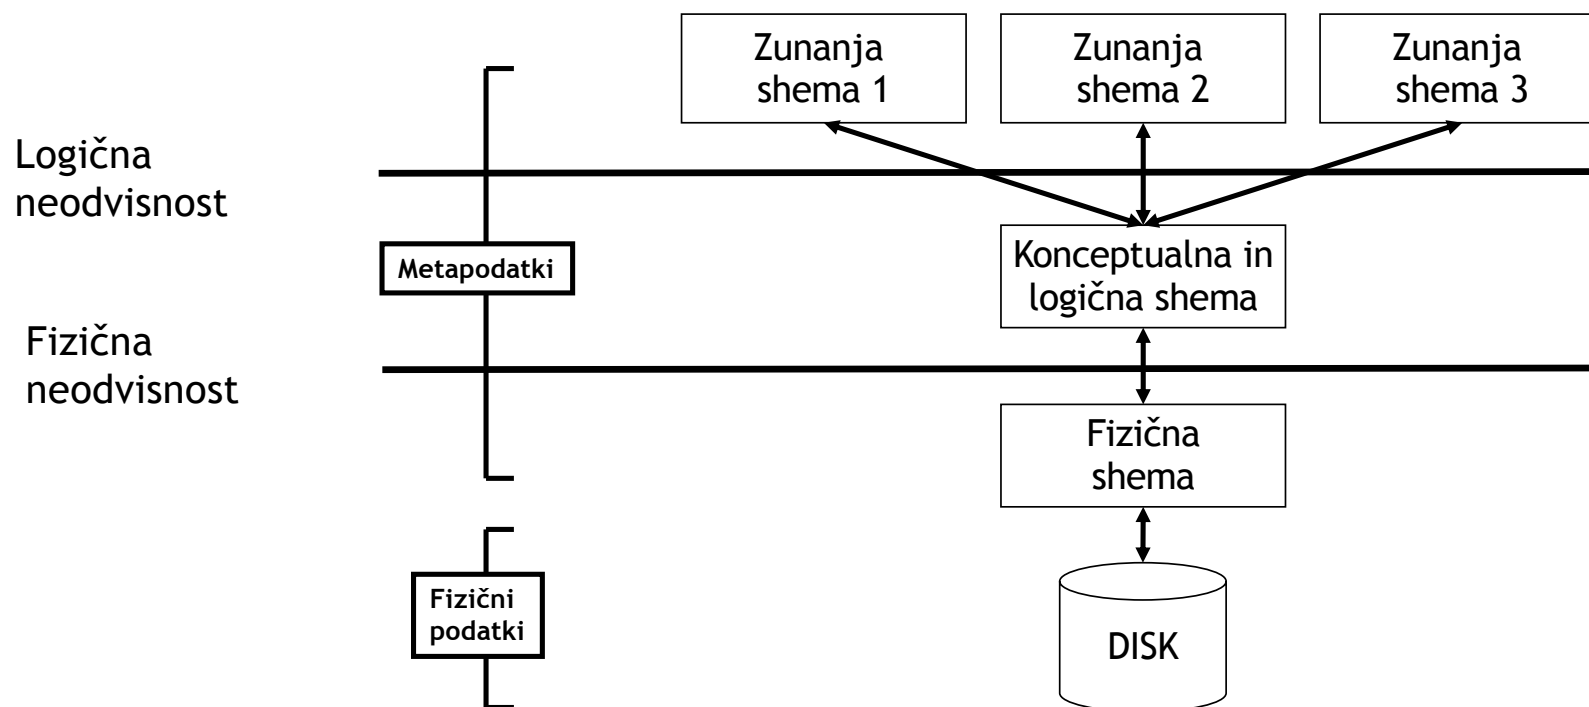 Zunanja
shema 1
Zunanja
shema 2
Zunanja
shema 3
Logična
neodvisnost
Metapodatki
Konceptualna in
logična shema
Fizična
neodvisnost
Fizična
shema
Fizični
podatki
DISK